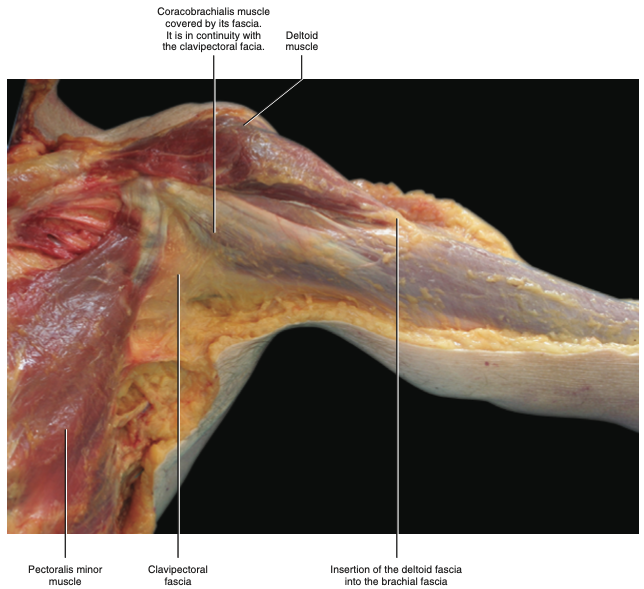 Coracobrachialis muscle
covered by its fascia.
It is in continuity with
the clavipectoral facia.
Deltoid
muscle
Pectoralis minor
muscle
Clavipectoral
fascia
Insertion of the deltoid fascia
into the brachial fascia